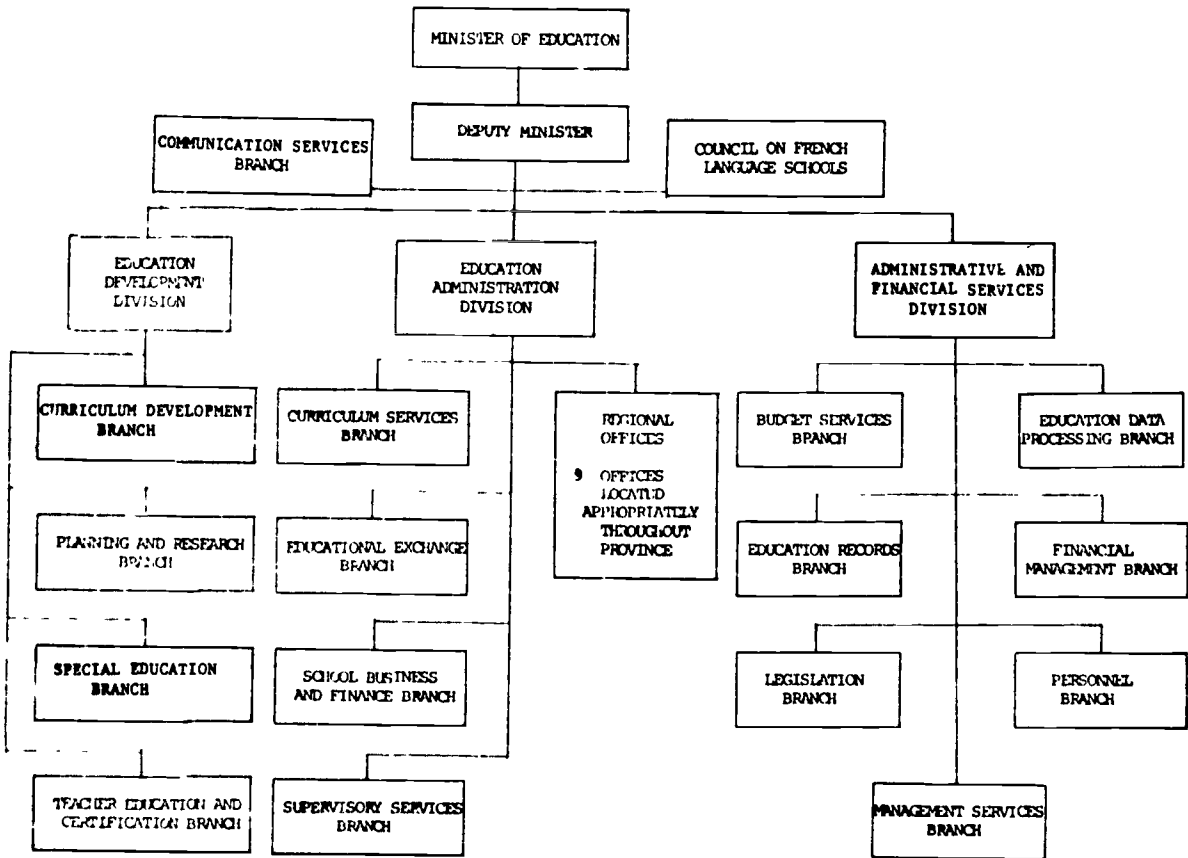 MINISTER OF EDUCATION
DEPUTY MINISTER
COMMUNICATION SERVICES
BRANCH
COUNCIL ON FRENCH
LANGUAGE SCHOOLS
EDUCATION
DEVELOPMENT
DIVISION
EDUCATION
ADMINISTRATION
DIVISION
ADMINISTRATIVE AND
FINANCIAL SERVICES
DIVISION
CURRICULUM DEVELOPMENT
BRANCH
CURRICULUM SERVICES
BRANCH
REGIONAL
OFFICES
9 OFFICES
LOCATED
APPROPRIATELY
THROUGHOUT
PROVINCE
BUDGET SERVICES
BRANCH
EDUCATION DATA
PROCESSING BRANCH
PLANNING AND RESEARCH
BRANCH
EDUCATIONAL EXCHANGE
BRANCH
EDUCATION RECORDS
BRANCH
FINANCIAL
MANAGEMENT BRANCH
SPECIAL EDUCATION
BRANCH
SCHOOL BUSINESS
AND FINANCE BRANCH
LEGISLATION
BRANCH
PERSONNEL
BRANCH
TEACHER EDUCATION AND
CERTIFICATION BRANCH
SUPERVISORY SERVICES
BRANCH
MANAGEMENT SERVICES
BRANCH